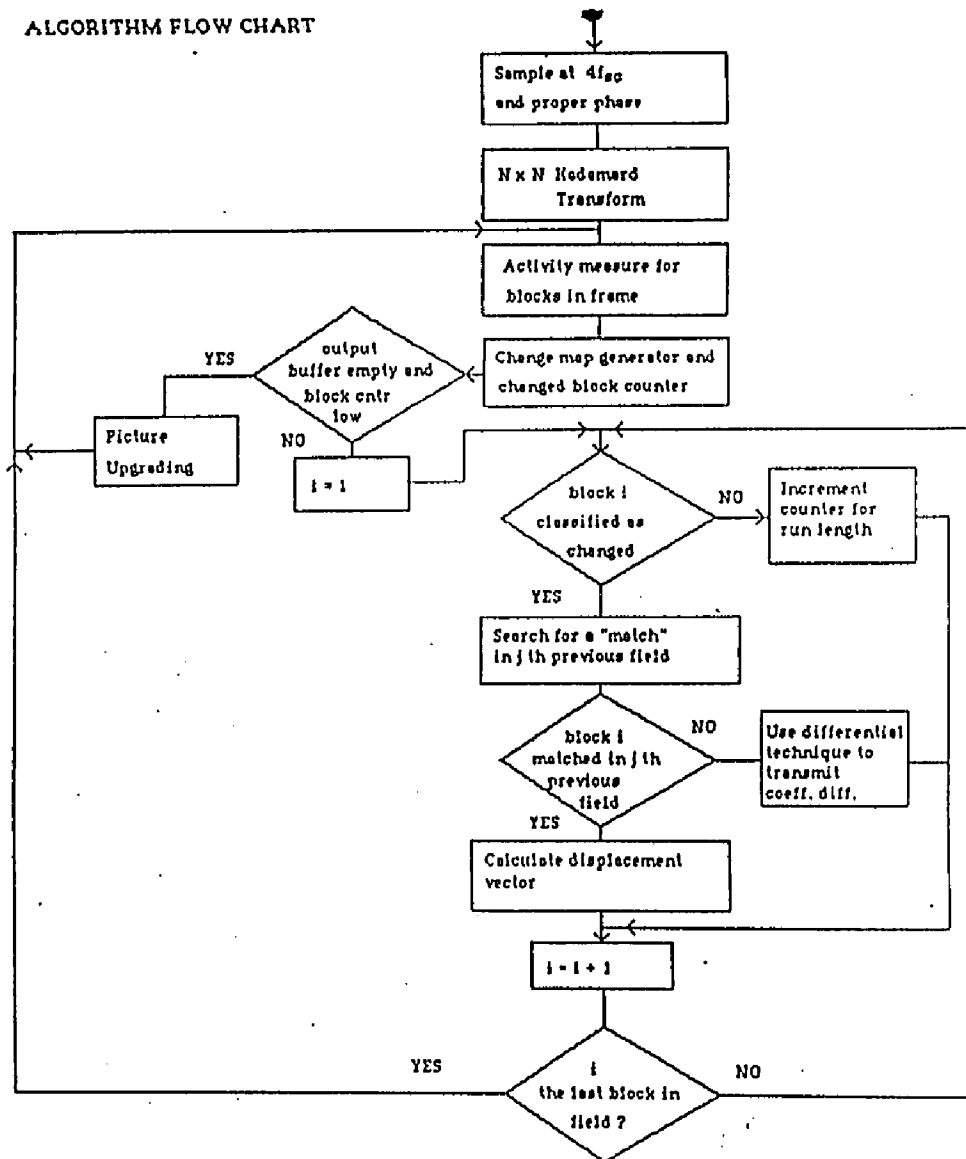 ALGORITHM FLOW CHART
Sample at 4fsc
and proper phase
N x N Hadamard
Transform
Activity measure for
blocks in frame
Change map generator and
changed block counter
output
buffer empty and
block cntr
low
YES
NO
Picture
Upgrading
i = 1
block i
classified as
changed
NO
YES
Increment
counter for
run length
Search for a "match"
in j th previous field
block i
matched in j th
previous
field
NO
YES
Use differential
technique to
transmit
coeff. diff.
Calculate displacement
vector
i = i + 1
i
the last block in
field ?
YES
NO